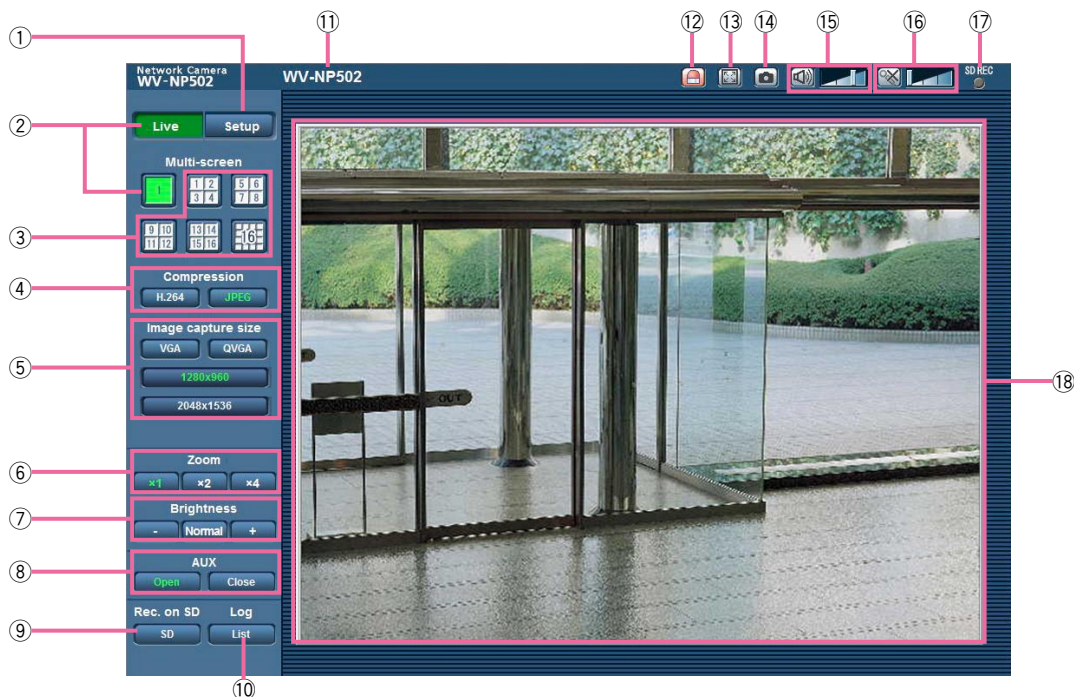 ⑪ ⑫ ⑬ ⑭ ⑮ ⑯ ⑰
①
Network Camera
WV-NP502
WV-NP502
SD REC
②
Live Setup
Multi-screen
1
1 2
3 4
5 6
7 8
③
9 10
11 12
13 14
15 16
16
④
Compression
H.264 JPEG
⑤
Image capture size
VGA QVGA
1280x960
2048x1536
OUT
⑱
⑥
Zoom
×1 ×2 ×4
⑦
Brightness
- Normal +
⑧
AUX
Open Close
Rec. on SD Log
⑨
SD List
⑩